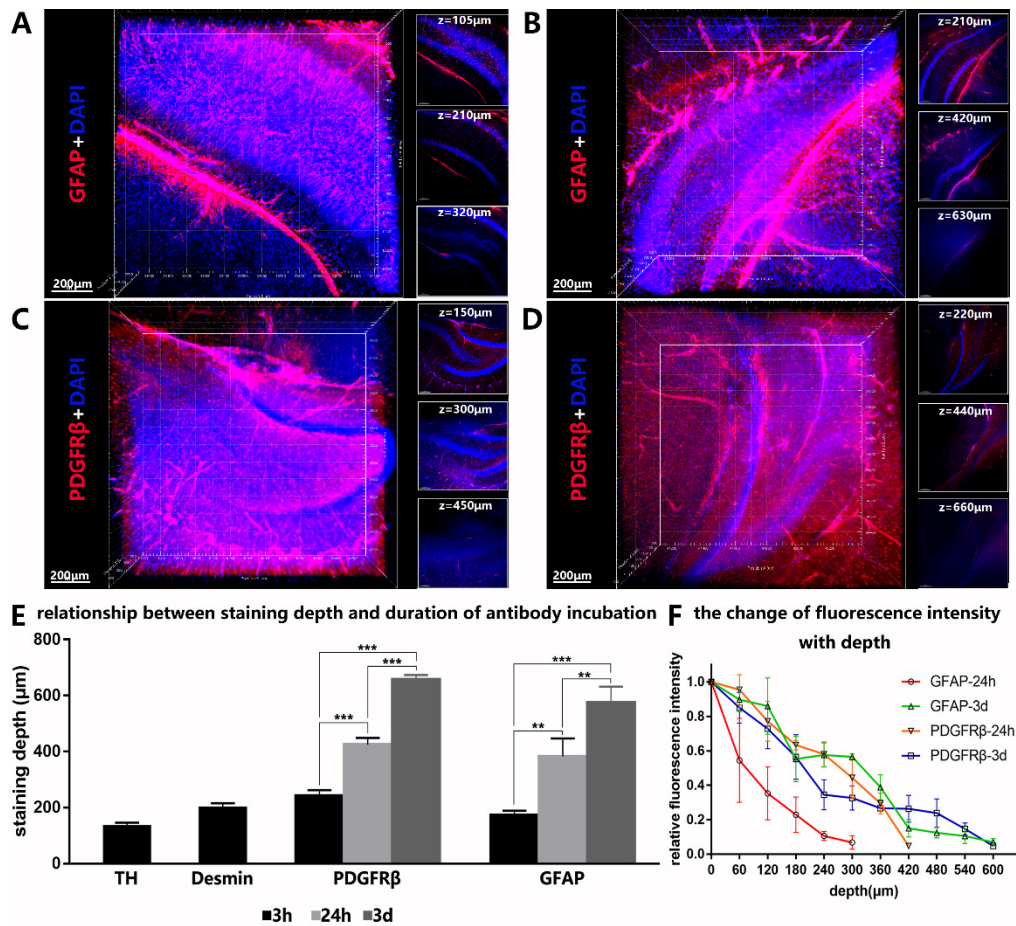 A
GFAP+DAPI
200μm
z=105μm
z=210μm
z=320μm
B
GFAP+DAPI
200μm
z=210μm
z=420μm
z=630μm
C
PDGFRβ+DAPI
200μm
z=150μm
z=300μm
z=450μm
D
PDGFRβ+DAPI
200μm
z=220μm
z=440μm
z=660μm
E relationship between staining depth and duration of antibody incubation
staining depth (μm)
800
600
400
200
0
***
***
***
***
**
**
TH Desmin PDGFRβ GFAP
3h 24h 3d
F the change of fluorescence intensity
with depth
relative fluorescence intensity
1.0
0.8
0.6
0.4
0.2
0.0
GFAP-24h
GFAP-3d
PDGFRβ-24h
PDGFRβ-3d
0 60 120 180 240 300 360 420 480 540 600
depth(μm)